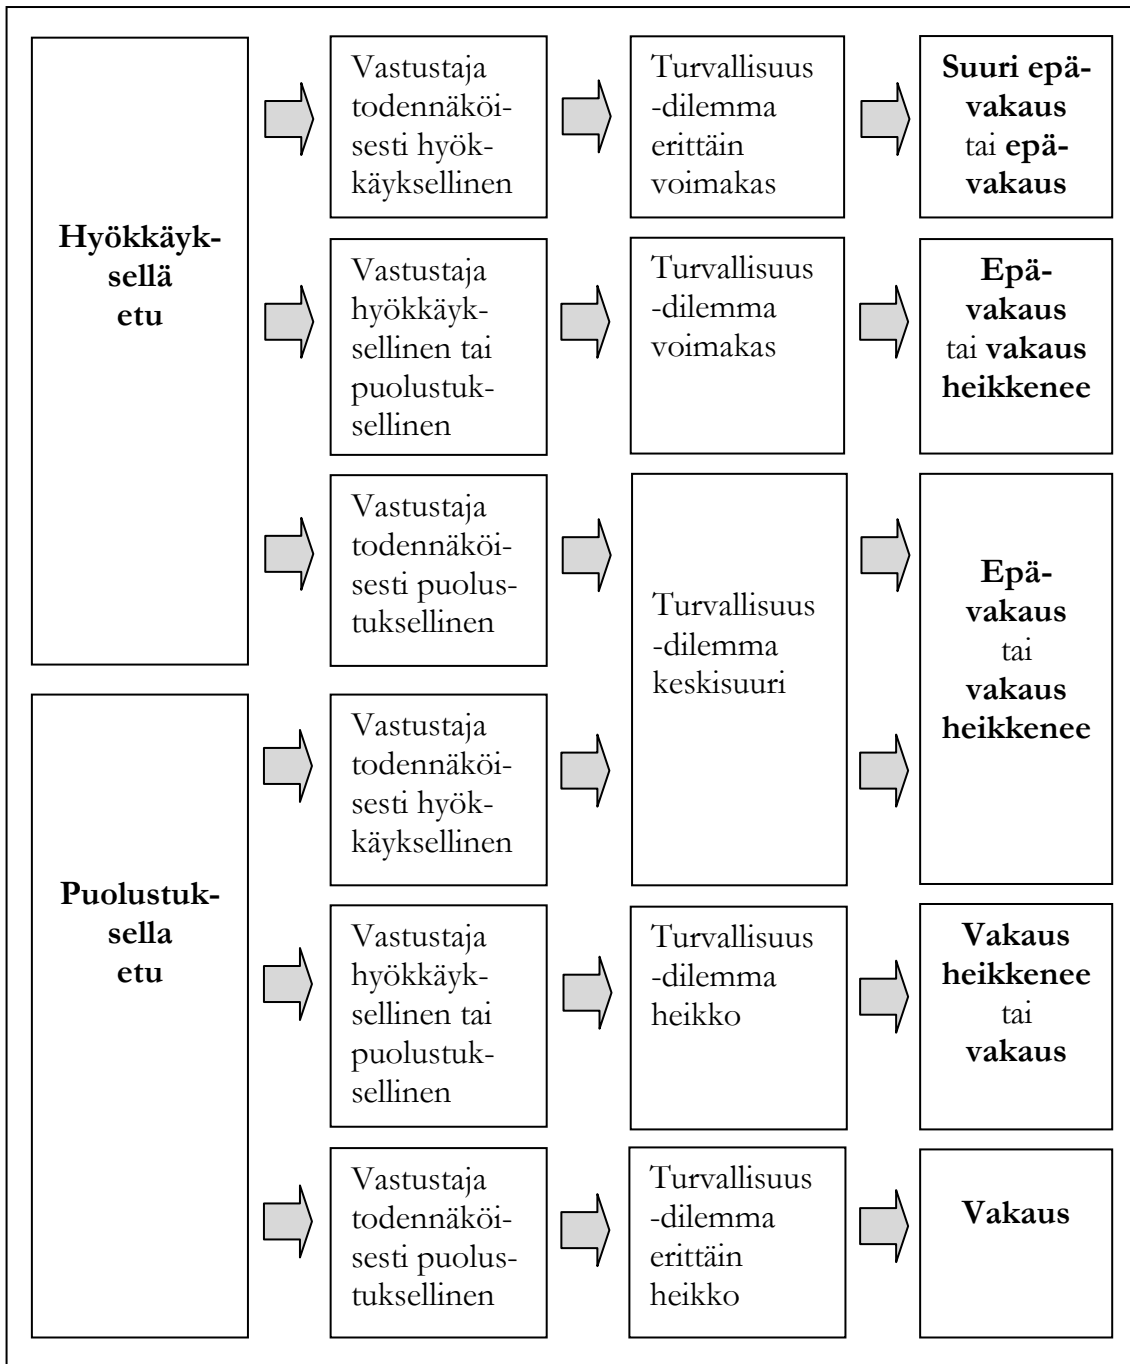 Hyökkäyk-
sellä
etu
Vastustaja
todennäköi-
sesti hyök-
käyksellinen
Turvallisuus
-dilemma
erittäin
voimakas
Suuri epä-
vakaus
tai epä-
vakaus
Vastustaja
hyökkäyk-
sellinen tai
puolustuk-
sellinen
Turvallisuus
-dilemma
voimakas
Epä-
vakaus
tai vakaus
heikkenee
Vastustaja
todennäköi-
sesti puolus-
tuksellinen
Turvallisuus
-dilemma
keskisuuri
Epä-
vakaus
tai
vakaus
heikkenee
Puolustuk-
sella
etu
Vastustaja
todennäköi-
sesti hyök-
käyksellinen
Vastustaja
hyökkäyk-
sellinen tai
puolustuk-
sellinen
Turvallisuus
-dilemma
heikko
Vakaus
heikkenee
tai
vakaus
Vastustaja
todennäköi-
sesti puolus-
tuksellinen
Turvallisuus
-dilemma
erittäin
heikko
Vakaus